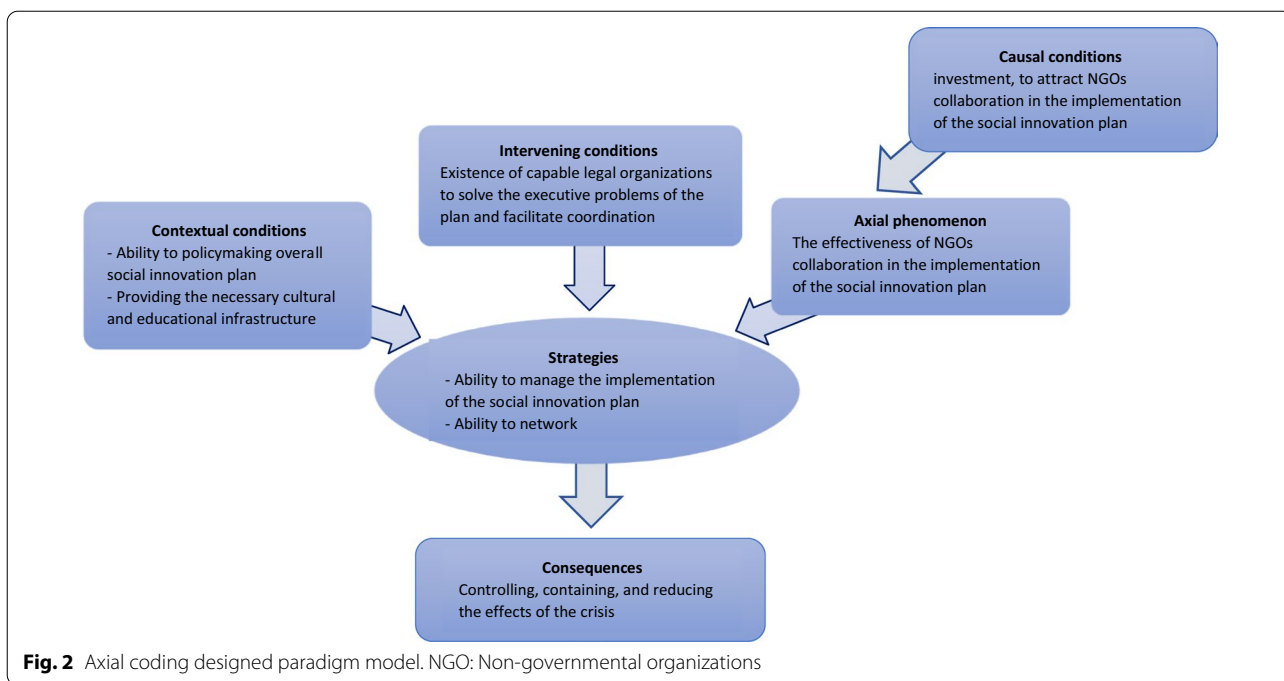 Causal conditions
investment, to attract NGOs
collaboration in the implementation
of the social innovation plan
Intervening conditions
Existence of capable legal organizations
to solve the executive problems of the
plan and facilitate coordination
Axial phenomenon
The effectiveness of NGOs
collaboration in the implementation
of the social innovation plan
Contextual conditions
- Ability to policymaking overall
social innovation plan
- Providing the necessary cultural
and educational infrastructure
Strategies
- Ability to manage the implementation
of the social innovation plan
- Ability to network
Consequences
Controlling, containing, and reducing
the effects of the crisis
Fig. 2 Axial coding designed paradigm model. NGO: Non-governmental organizations